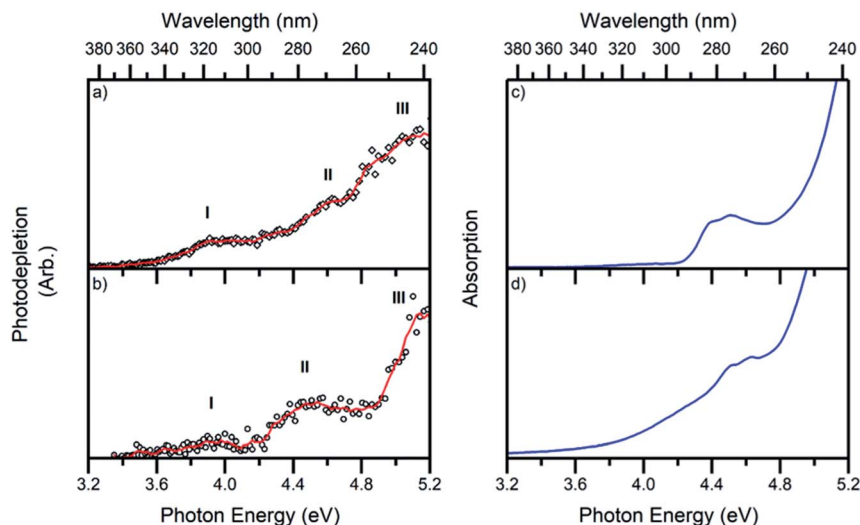 Wavelength (nm)
380 360 340 320 300 280 260 240
a)
I
II
III
b)
I
II
III
Photodepletion
(Arb.)
3.2 3.6 4.0 4.4 4.8 5.2
Photon Energy (eV)
Wavelength (nm)
380 360 340 320 300 280 260 240
c)
d)
Absorption
3.2 3.6 4.0 4.4 4.8 5.2
Photon Energy (eV)